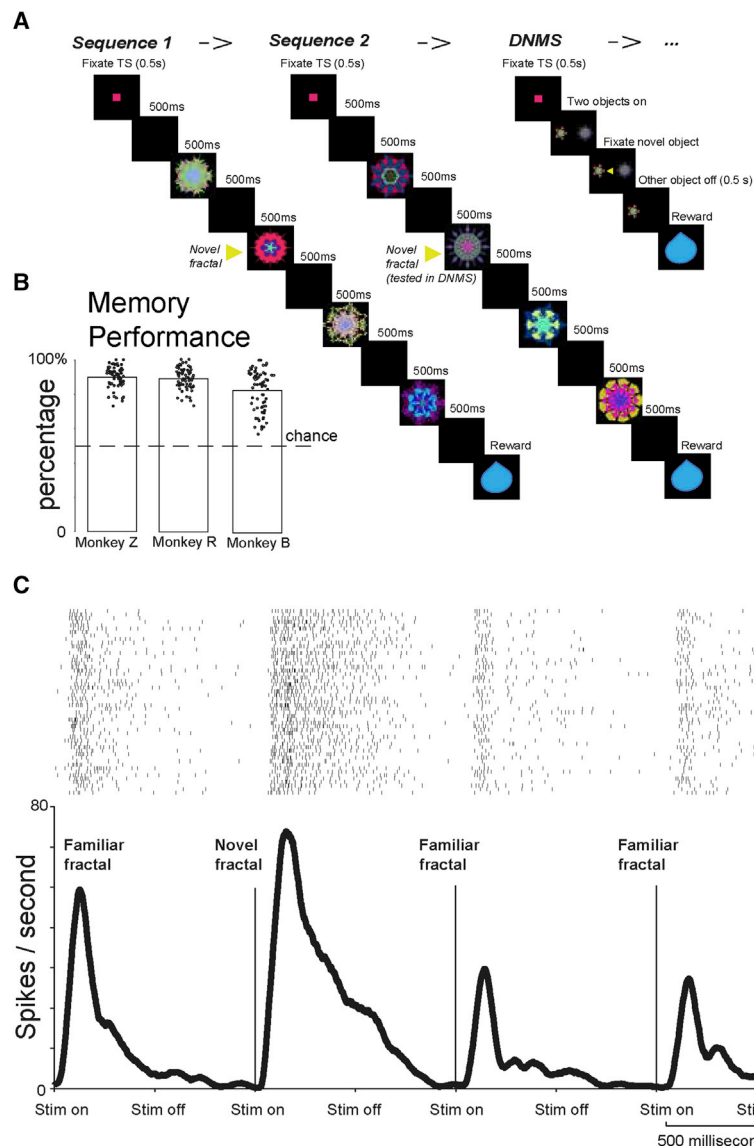 A
Sequence 1 -> Sequence 2 -> DNMS -> ...
Fixate TS (0.5s)
500ms
500ms
500ms
500ms
Novel
fractal
500ms
500ms
500ms
500ms
Reward
Fixate TS (0.5s)
500ms
500ms
500ms
500ms
Novel
fractal
(tested in DNMS)
500ms
500ms
500ms
500ms
Reward
Fixate TS (0.5s)
Two objects on
Fixate novel object
Other object off (0.5 s)
Reward
B
Memory
Performance
100%
percentage
chance
0
Monkey Z Monkey R Monkey B
C
80
Spikes / second
0
Familiar
fractal
Novel
fractal
Familiar
fractal
Familiar
fractal
Stim on Stim off Stim on Stim off Stim on Stim off Stim on Sti
500 millisecon